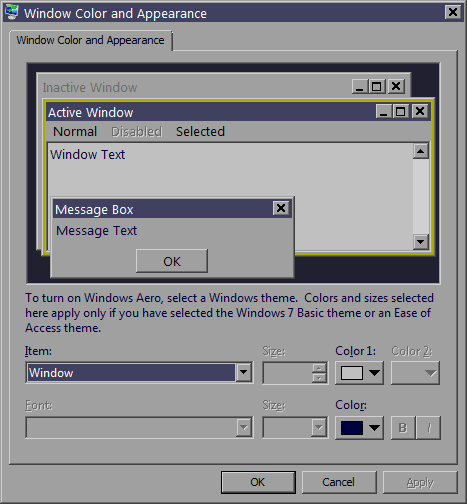 Window Color and Appearance
Window Color and Appearance
Inactive Window
Active Window
Normal Disabled Selected
Window Text
Message Box
Message Text
OK
To turn on Windows Aero, select a Windows theme. Colors and sizes selected
here apply only if you have selected the Windows 7 Basic theme or an Ease of
Access theme.
Item: Size: Color 1: Color 2:
Window
Font: Size: Color:
B I
OK Cancel Apply